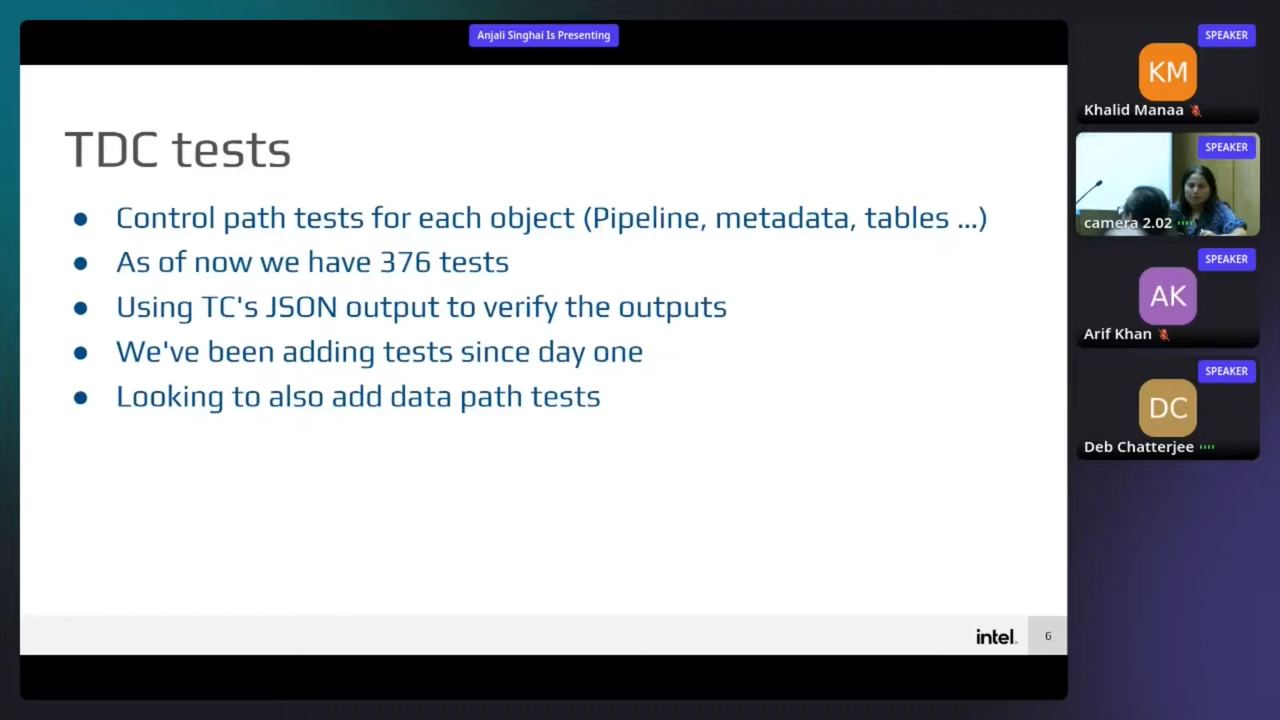 Anjali Singhai Is Presenting
TDC tests
● Control path tests for each object (Pipeline, metadata, tables ...)
● As of now we have 376 tests
● Using TC's JSON output to verify the outputs
● We've been adding tests since day one
● Looking to also add data path tests
intel.
6
SPEAKER
KM
Khalid Manaa
SPEAKER
camera 2.02
SPEAKER
AK
Arif Khan
SPEAKER
DC
Deb Chatterjee